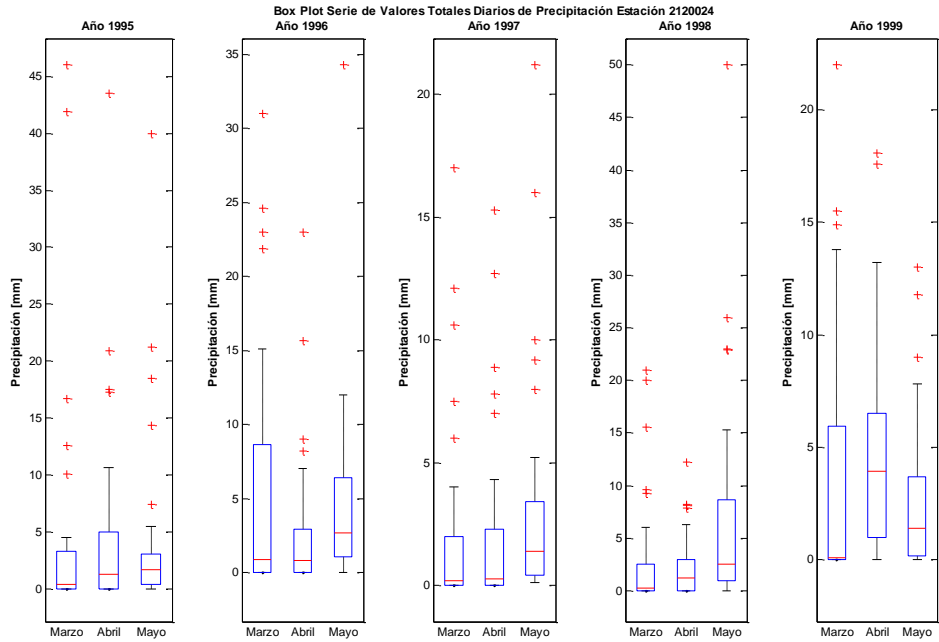 Box Plot Serie de Valores Totales Diarios de Precipitación Estación 2120024
Año 1995
Año 1996
Año 1997
Año 1998
Año 1999
Precipitación [mm]
45
40
35
30
25
20
15
10
5
0
Marzo Abril Mayo
Precipitación [mm]
35
30
25
20
15
10
5
0
Marzo Abril Mayo
Precipitación [mm]
20
15
10
5
0
Marzo Abril Mayo
Precipitación [mm]
50
45
40
35
30
25
20
15
10
5
0
Marzo Abril Mayo
Precipitación [mm]
20
15
10
5
0
Marzo Abril Mayo